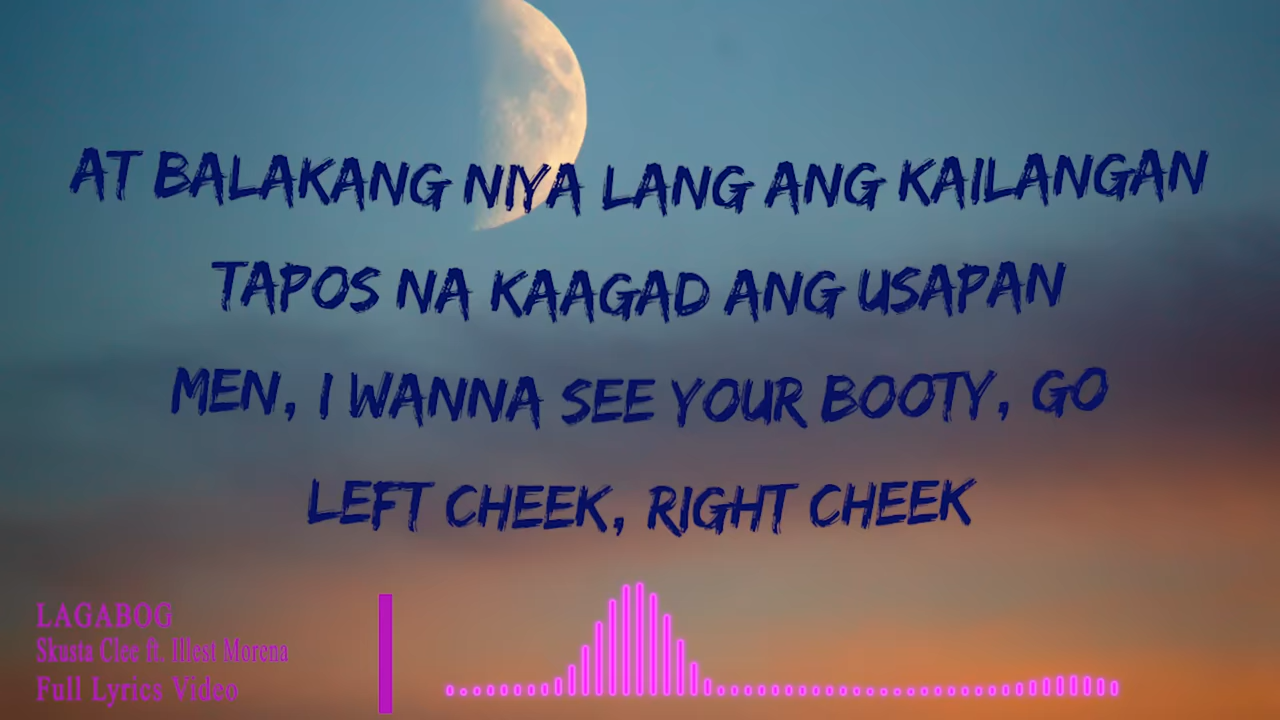 AT BALAKANG NIYA LANG ANG KAILANGAN
TAPOS NA KAAGAD ANG USAPAN
MEN, I WANNA SEE YOUR BOOTY, GO
LEFT CHEEK, RIGHT CHEEK
LAGABOG
Skusta Clee ft. Illest Morena
Full Lyrics Video